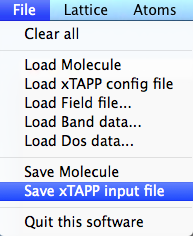 File Lattice Atoms
Clear all
Load Molecule
Load xTAPP config file
Load Field file...
Load Band data...
Load Dos data...
Save Molecule
Save xTAPP input file
Quit this software